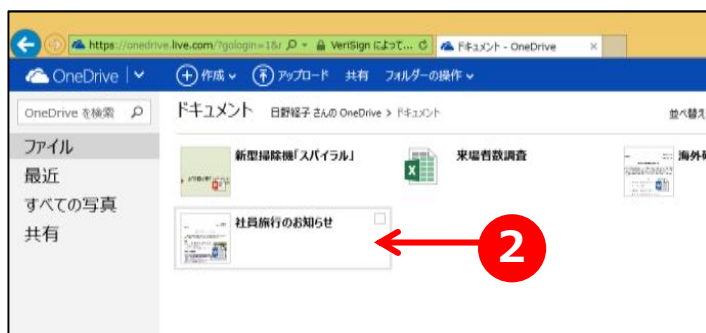 https://onedrive.live.com/?gologin=1&r
VeriSign によって...
ドキュメント - OneDrive
OneDrive
作成
アップロード
共有
フォルダーの操作
OneDrive を検索
ドキュメント
日野経子 さんの OneDrive > ドキュメント
並べ替え
ファイル
最近
すべての写真
共有
新型掃除機「スパイラル」
来場者数調査
海外研
社員旅行のお知らせ
2